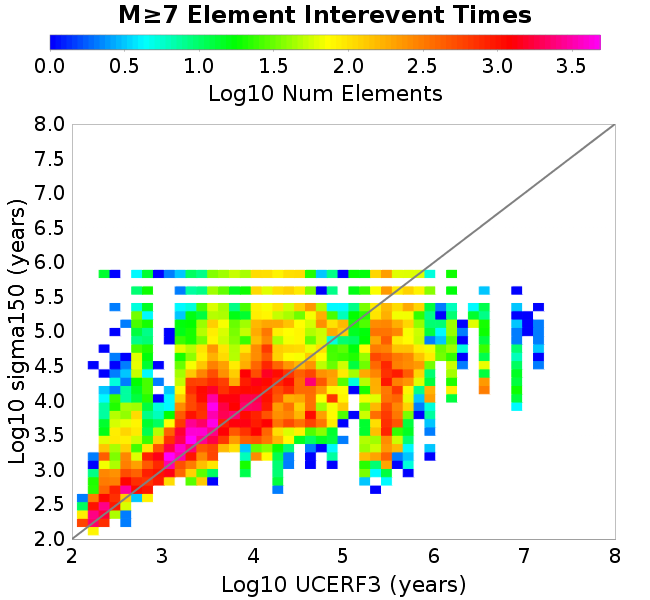 M≥7 Element Interevent Times
0.0 0.5 1.0 1.5 2.0 2.5 3.0 3.5
Log10 Num Elements
8.0
7.5
7.0
6.5
6.0
5.5
5.0
4.5
4.0
3.5
3.0
2.5
2.0
Log10 sigma150 (years)
2 3 4 5 6 7 8
Log10 UCERF3 (years)